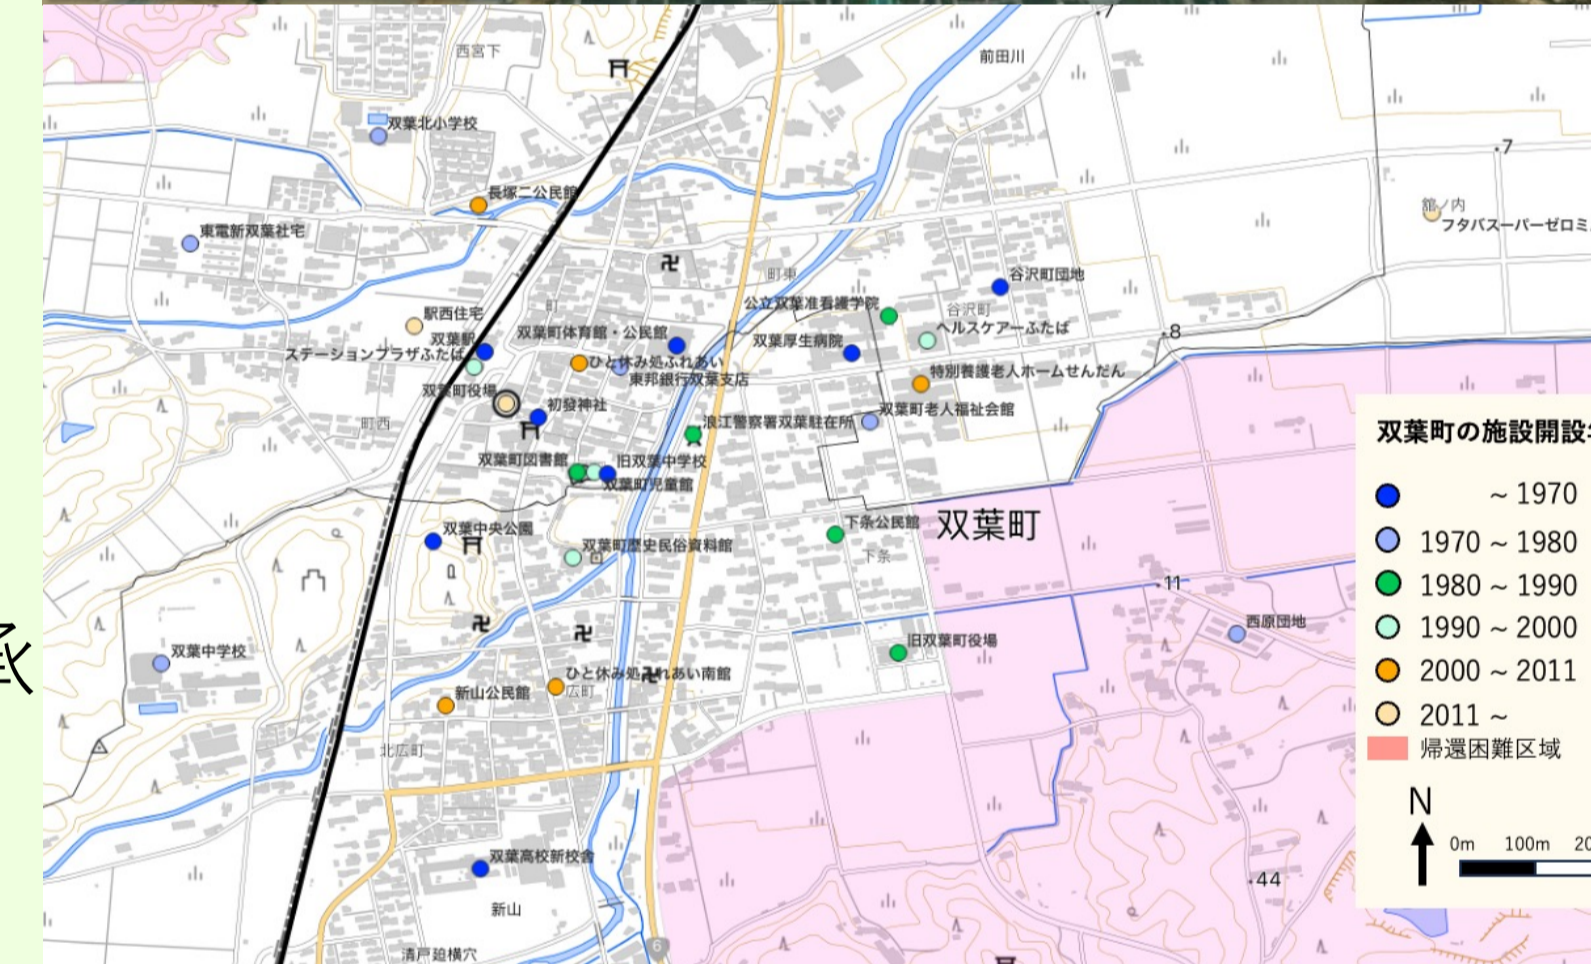 西宮下
前田川
双葉北小学校
7
長塚二公民館
舘ノ内
フタバスーパーゼロミ
東電新双葉社宅
町東
谷沢町団地
町
公立双葉准看護学院
谷沢町
駅西住宅
ヘルスケアーふたば
8
双葉駅
双葉町体育館・公民館
双葉厚生病院
ステーションプラザふたば
ひと休み処ふれあい
東邦銀行双葉支店
特別養護老人ホームせんだん
双葉町役場
初發神社
双葉町老人福祉会館
町西
浪江警察署双葉駐在所
双葉町図書館
旧双葉中学校
双葉町児童館
双葉中央公園
下条公民館
双葉町
双葉町歴史民俗資料館
下条
11
西原団地
承
双葉中学校
旧双葉町役場
ひと休み処ふれあい南館
新山公民館
広町
北広町
双葉高校新校舎
44
新山
6
清戸廹横穴
双葉町の施設開設
~ 1970
1970 ~ 1980
1980 ~ 1990
1990 ~ 2000
2000 ~ 2011
2011 ~
帰還困難区域
N
0m 100m 20